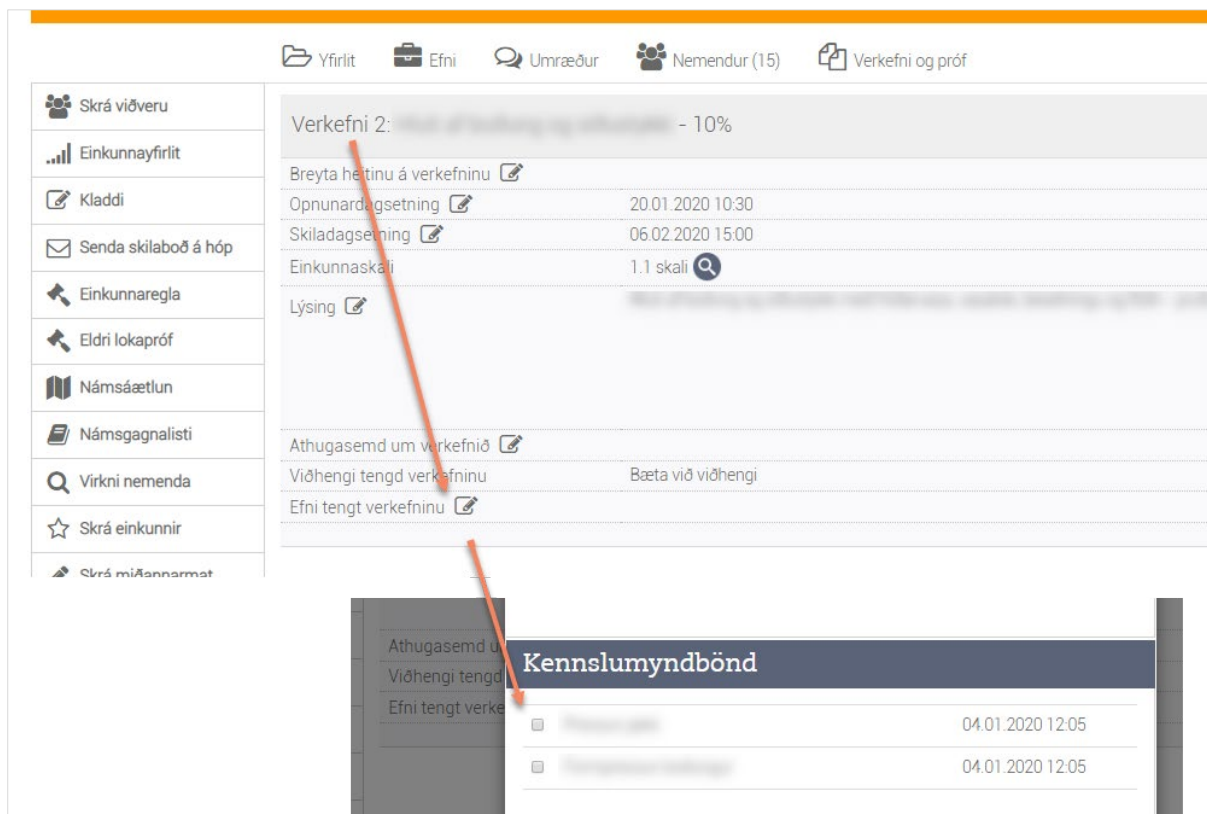 Yfirlit Efni Umræður Nemendur (15) Verkefni og próf
Skrá viðveru
Einkunnayfirlit
Kladdi
Senda skilaboð á hóp
Einkunnaregla
Eldri lokapróf
Námsáætlun
Námsgagnalisti
Virkni nemenda
Skrá einkunnir
Skrá miðannarmat
Verkefni 2: - 10%
Breyta heitinu á verkefninu
Opnunardagsetning 20.01.2020 10:30
Skiladagsetning 06.02.2020 15:00
Einkunnaskali 1.1 skali
Lýsing
Athugasemd um verkefnið
Viðhengi tengd verkefninu Bæta við viðhengi
Efni tengt verkefninu
Athugasemd u
Viðhengi tengd
Efni tengt verke
Kennslumyndbönd
04.01.2020 12:05
04.01.2020 12:05